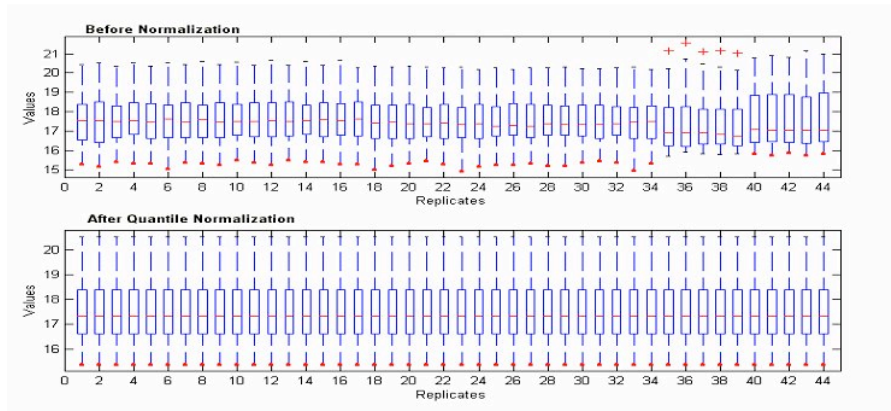 Before Normalization
21
20
19
18
17
16
15
Values
0 2 4 6 8 10 12 14 16 18 20 22 24 26 28 30 32 34 36 38 40 42 44
Replicates
After Quantile Normalization
20
19
18
17
16
Values
0 2 4 6 8 10 12 14 16 18 20 22 24 26 28 30 32 34 36 38 40 42 44
Replicates